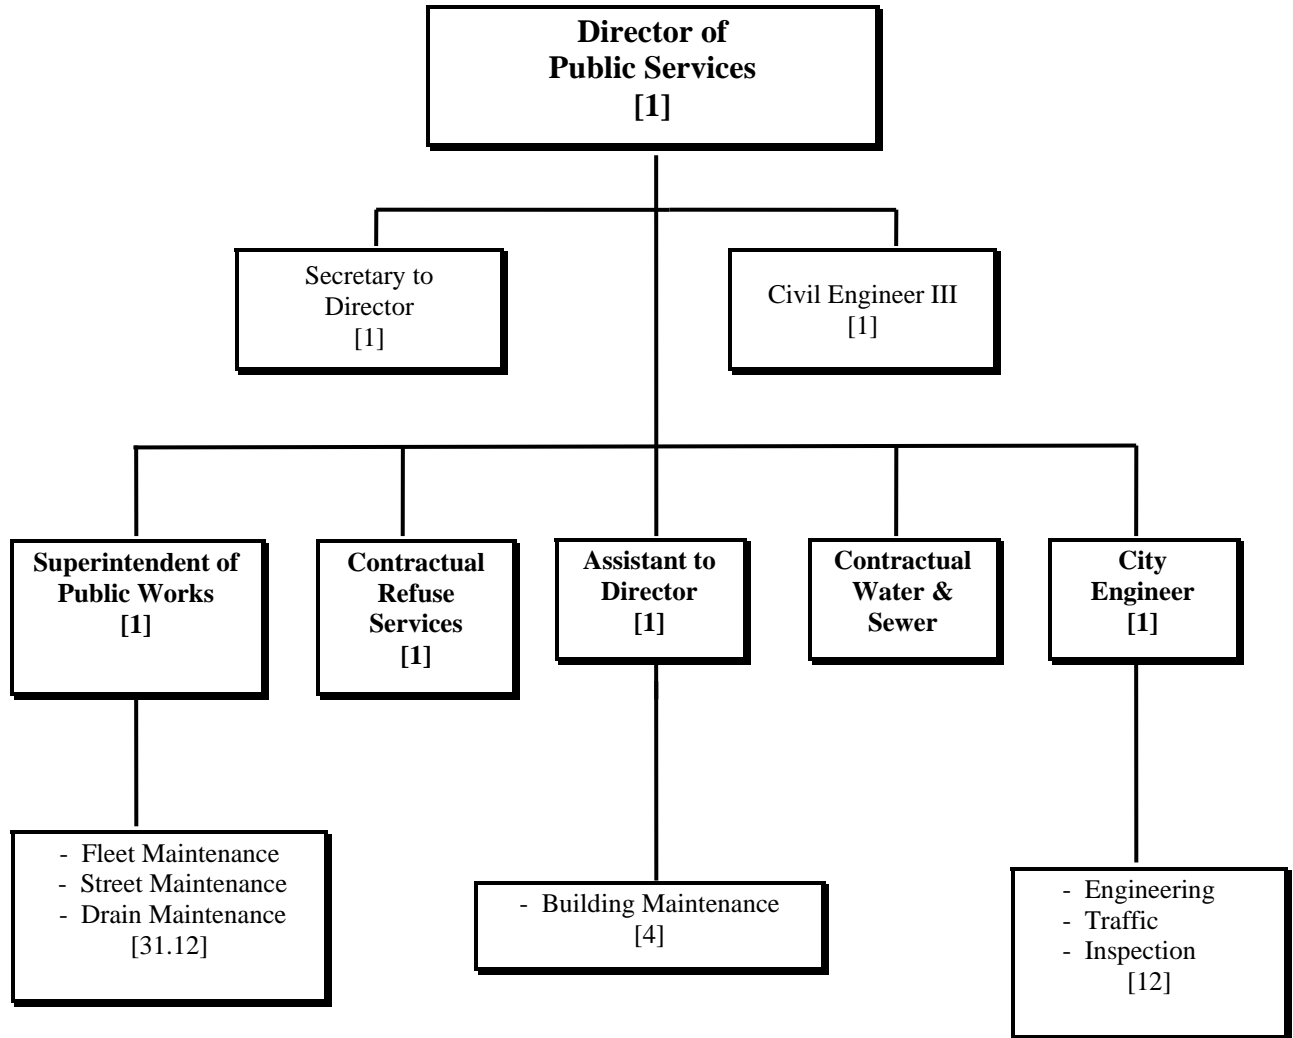 Director of
Public Services
[1]
Secretary to
Director
[1]
Civil Engineer III
[1]
Superintendent of
Public Works
[1]
Contractual
Refuse
Services
[1]
Assistant to
Director
[1]
Contractual
Water &
Sewer
City
Engineer
[1]
- Fleet Maintenance
- Street Maintenance
- Drain Maintenance
[31.12]
- Building Maintenance
[4]
- Engineering
- Traffic
- Inspection
[12]